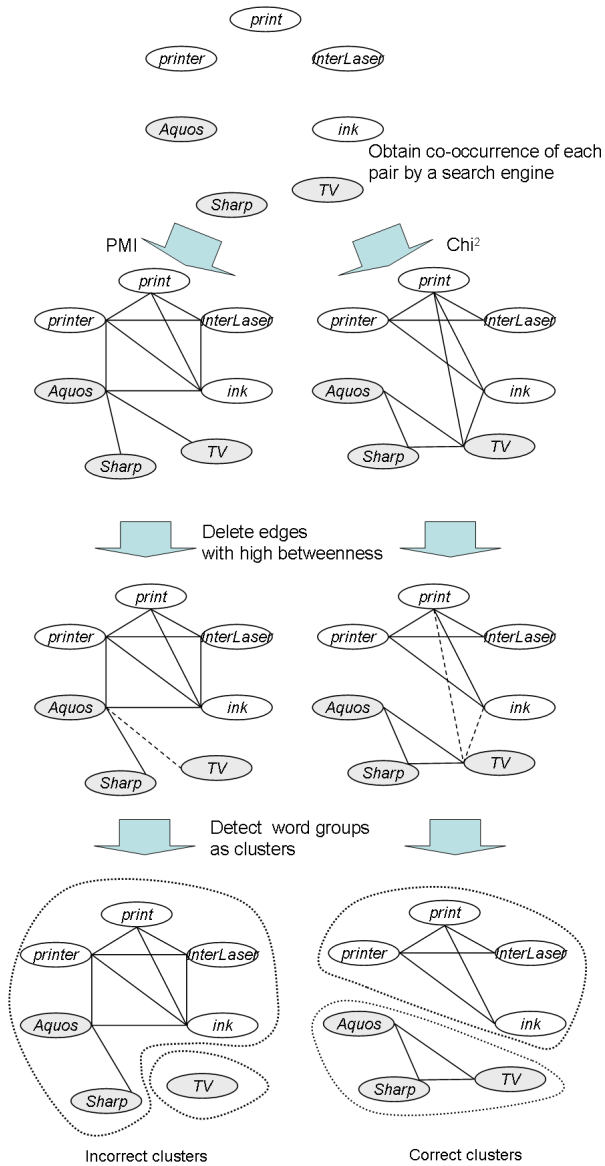 print
printer
InterLaser
Aquos
ink
Obtain co-occurrence of each
pair by a search engine
TV
Sharp
PMI
Chi²
print
printer
InterLaser
Aquos
ink
TV
Sharp
print
printer
InterLaser
Aquos
ink
TV
Sharp
Delete edges
with high betweenness
print
printer
InterLaser
Aquos
ink
TV
Sharp
print
printer
InterLaser
Aquos
ink
TV
Sharp
Detect word groups
as clusters
print
printer
InterLaser
Aquos
ink
TV
Sharp
print
printer
InterLaser
ink
Aquos
TV
Sharp
Incorrect clusters
Correct clusters